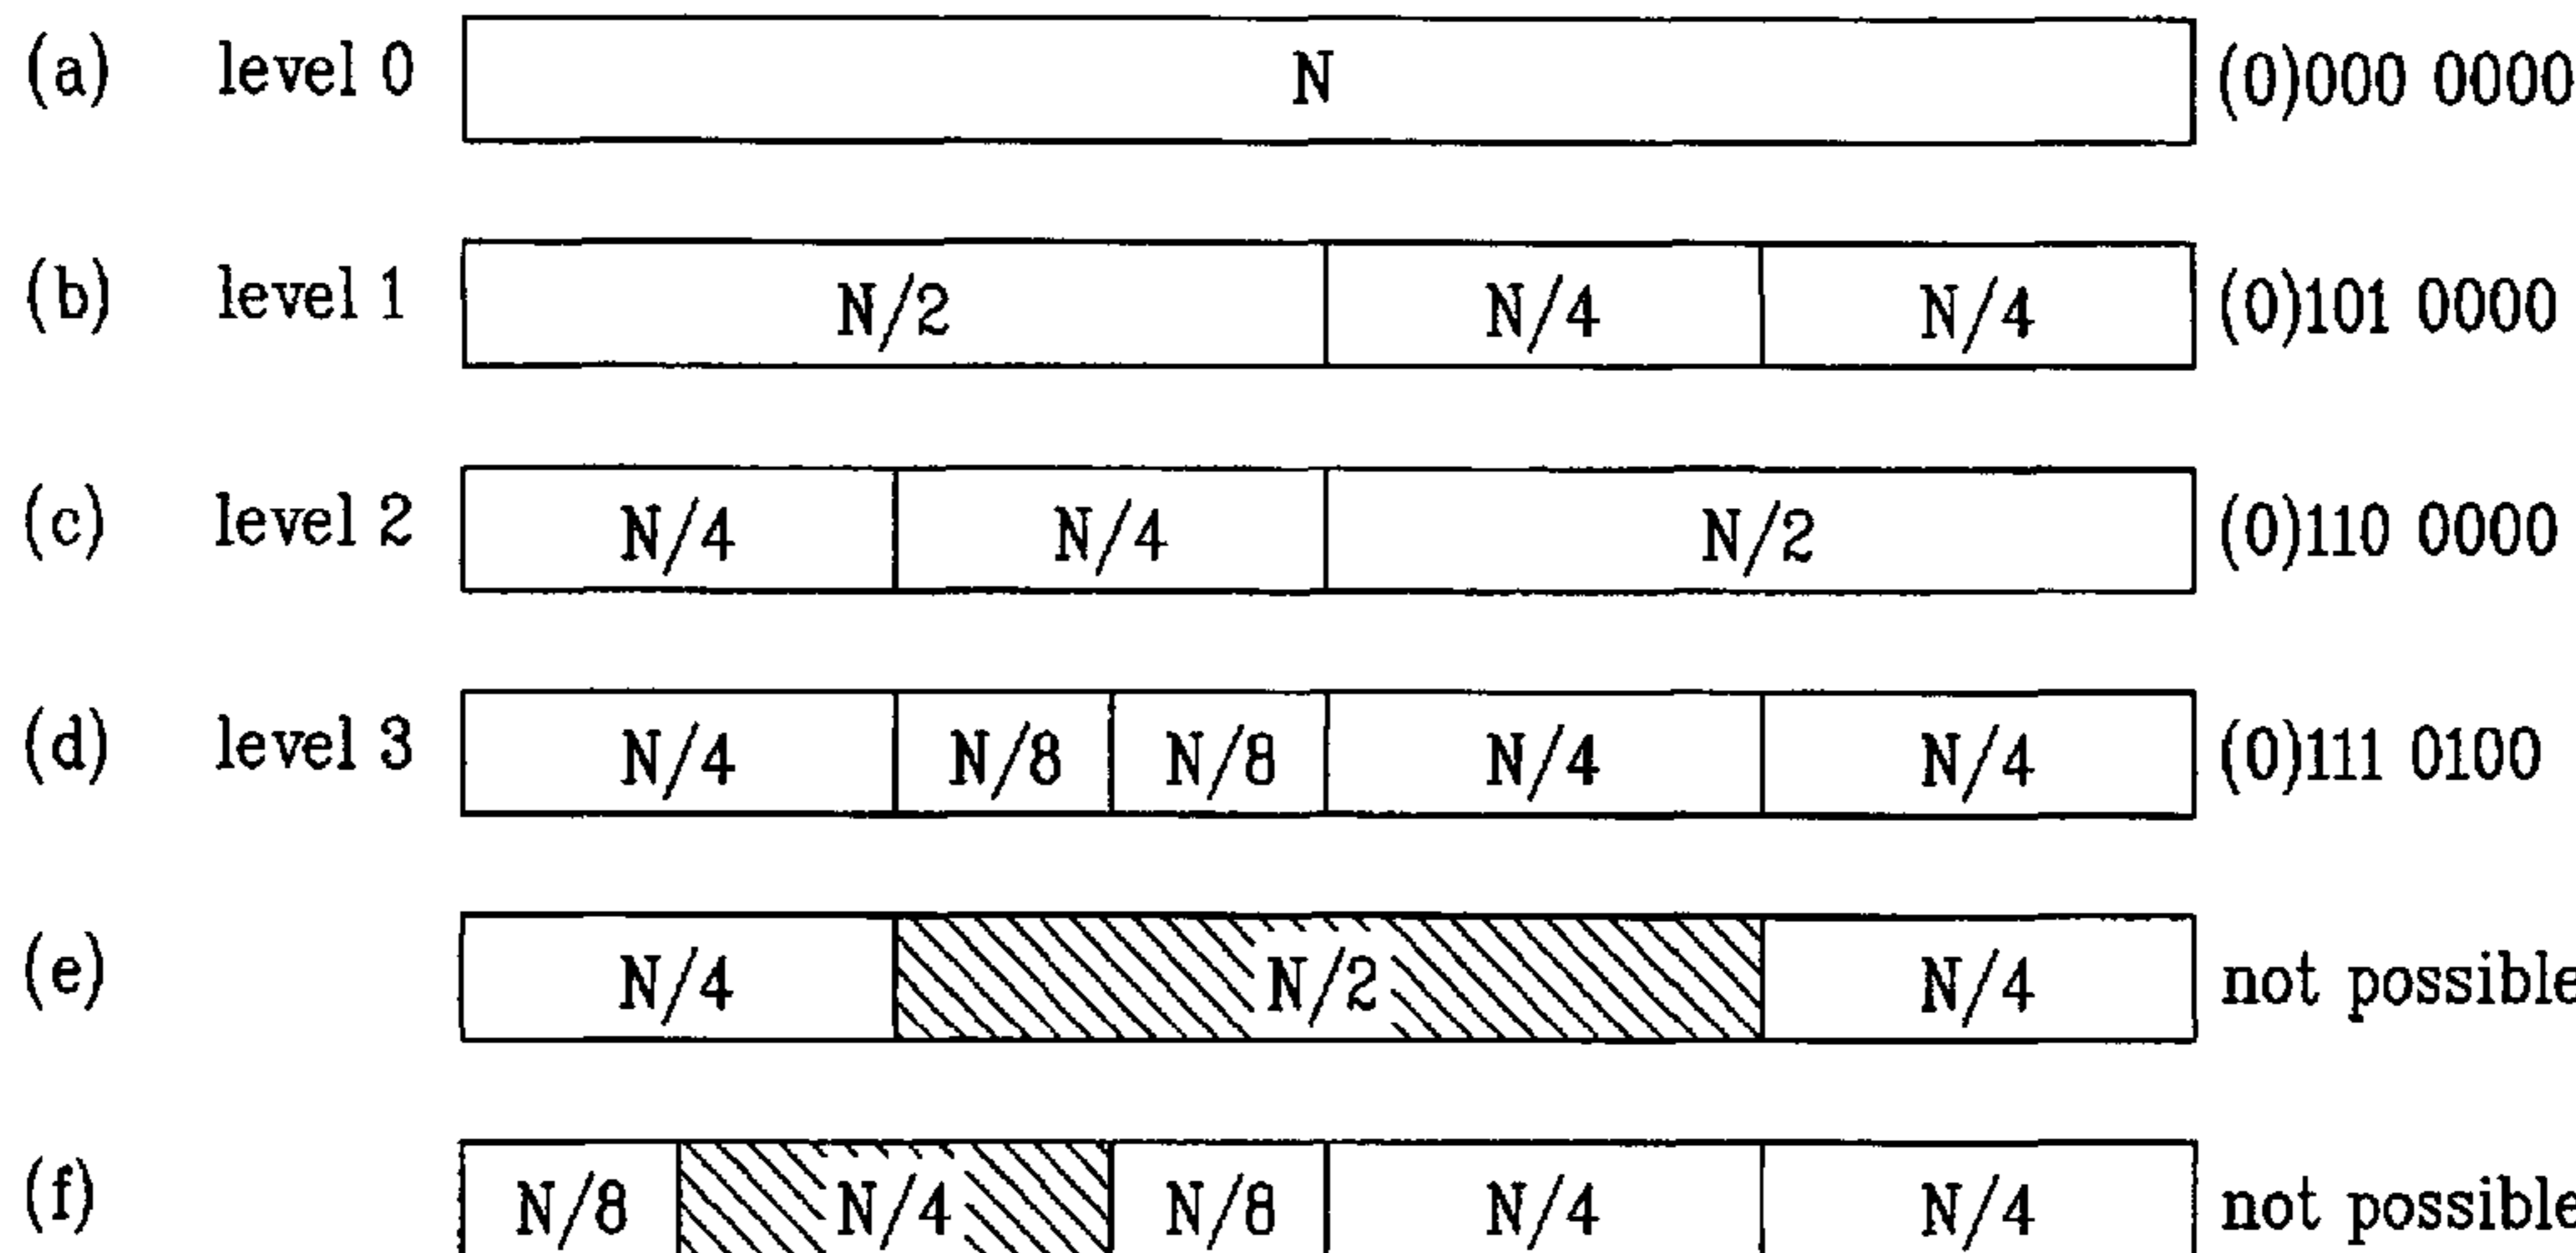 (a) level 0 N (0)000 0000
(b) level 1 N/2 N/4 N/4 (0)101 0000
(c) level 2 N/4 N/4 N/2 (0)110 0000
(d) level 3 N/4 N/8 N/8 N/4 N/4 (0)111 0100
(e) N/4 N/2 N/4 not possible
(f) N/8 N/4 N/8 N/4 N/4 not possible